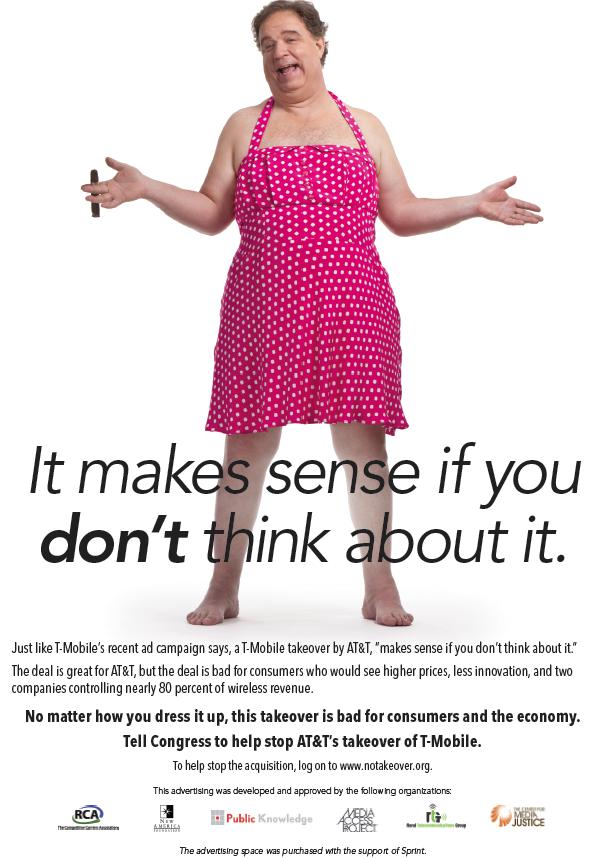 It makes sense if you
don't think about it.
Just like T-Mobile's recent ad campaign says, a T-Mobile takeover by AT&T, "makes sense if you don't think about it."
The deal is great for AT&T, but the deal is bad for consumers who would see higher prices, less innovation, and two
companies controlling nearly 80 percent of wireless revenue.
No matter how you dress it up, this takeover is bad for consumers and the economy.
Tell Congress to help stop AT&T's takeover of T-Mobile.
To help stop the acquisition, log on to www.notakeover.org.
This advertising was developed and approved by the following organizations:
RCA
The Competitive Carriers Association
New
America
Foundation
Public Knowledge
MEDIA
ACCESS
PROJECT
rtg
Rural Telecommunications Group
THE CENTER FOR
MEDIA
JUSTICE
The advertising space was purchased with the support of Sprint.